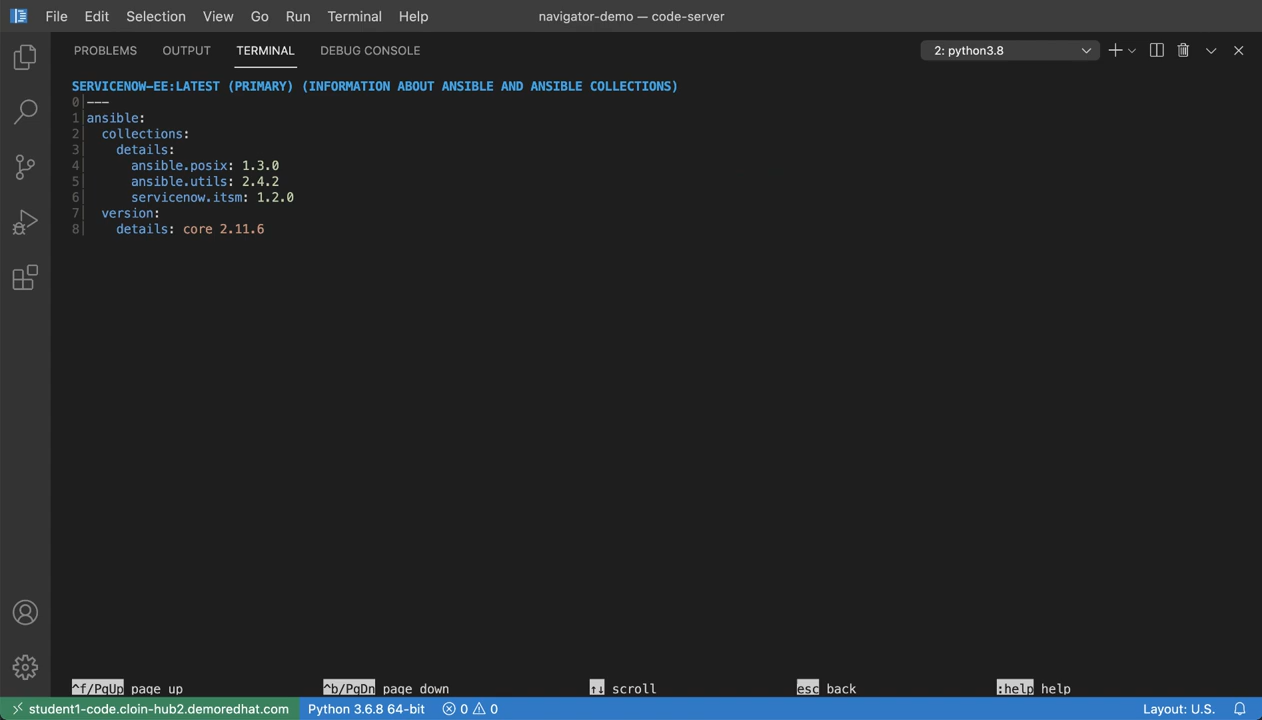 File Edit Selection View Go Run Terminal Help navigator-demo — code-server
PROBLEMS OUTPUT TERMINAL DEBUG CONSOLE 2: python3.8
SERVICENOW-EE:LATEST (PRIMARY) (INFORMATION ABOUT ANSIBLE AND ANSIBLE COLLECTIONS)
0│---
1│ansible:
2│  collections:
3│    details:
4│      ansible.posix: 1.3.0
5│      ansible.utils: 2.4.2
6│      servicenow.itsm: 1.2.0
7│  version:
8│    details: core 2.11.6
^f/PgUp page up ^b/PgDn page down ↑↓ scroll esc back :help help
student1-code.cloin-hub2.demoredhat.com Python 3.6.8 64-bit 0 0 Layout: U.S.